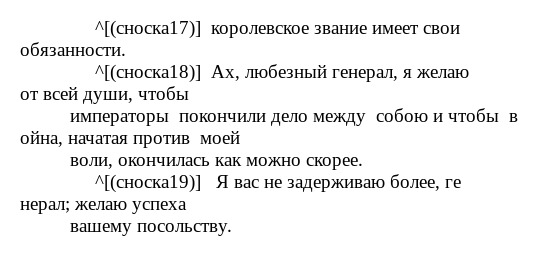 ^[(сноска17)] королевское звание имеет свои
обязанности.
^[(сноска18)] Ах, любезный генерал, я желаю
от всей души, чтобы
императоры покончили дело между собою и чтобы в
ойна, начатая против моей
воли, окончилась как можно скорее.
^[(сноска19)] Я вас не задерживаю более, ге
нерал; желаю успеха
вашему посольству.